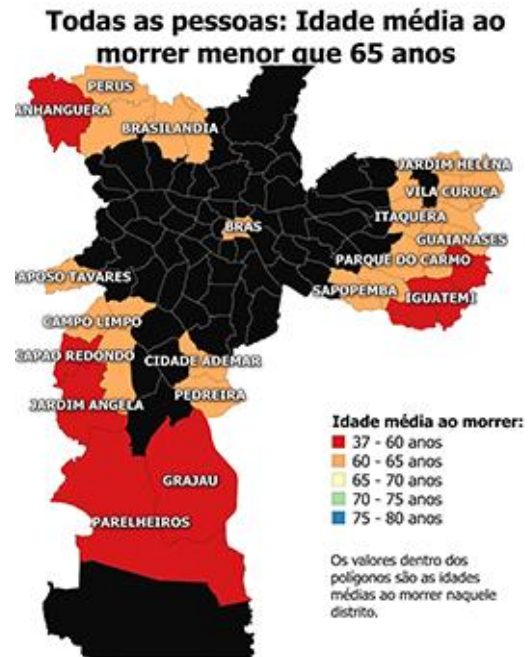 Todas as pessoas: Idade média ao
morrer menor que 65 anos
PERUS
ANHANGUERA
BRASILANDIA
JARDIM HELENA
VILA CURUCA
ITAQUERA
BRAS
GUAIANASES
PARQUE DO CARMO
RAPOSO TAVARES
SAPOPEMBA
IGUATEMI
CAMPO LIMPO
CAPAO REDONDO
CIDADE ADEMAR
PEDREIRA
JARDIM ANGELA
Idade média ao morrer:
37 - 60 anos
60 - 65 anos
65 - 70 anos
70 - 75 anos
75 - 80 anos
GRAJAU
PARELHEIROS
Os valores dentro dos
polígonos são as idades
médias ao morrer naquele
distrito.